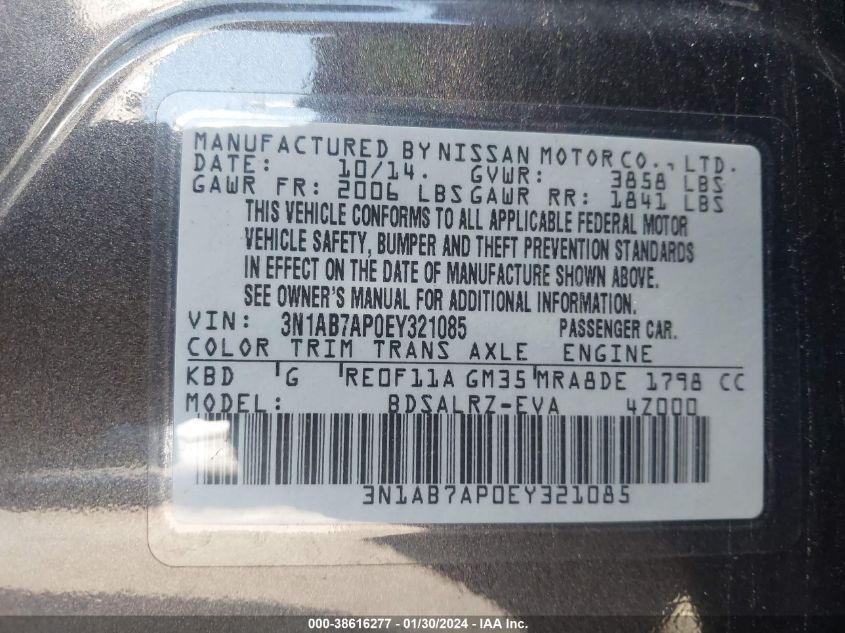 MANUFACTURED BY NISSAN MOTOR CO., LTD.
DATE: 10/14. GVWR: 3858 LBS
GAWR FR: 2006 LBS GAWR RR: 1841 LBS
THIS VEHICLE CONFORMS TO ALL APPLICABLE FEDERAL MOTOR
VEHICLE SAFETY, BUMPER AND THEFT PREVENTION STANDARDS
IN EFFECT ON THE DATE OF MANUFACTURE SHOWN ABOVE.
SEE OWNER'S MANUAL FOR ADDITIONAL INFORMATION.
VIN: 3N1AB7AP0EY321085 PASSENGER CAR.
COLOR TRIM TRANS AXLE ENGINE
KBD G RE0F11A GM35 MRA8DE 1798 CC
MODEL: BDSALRZ-EVA 4Z000
3N1AB7AP0EY321085
000-38616277 - 01/30/2024 - IAAI.com